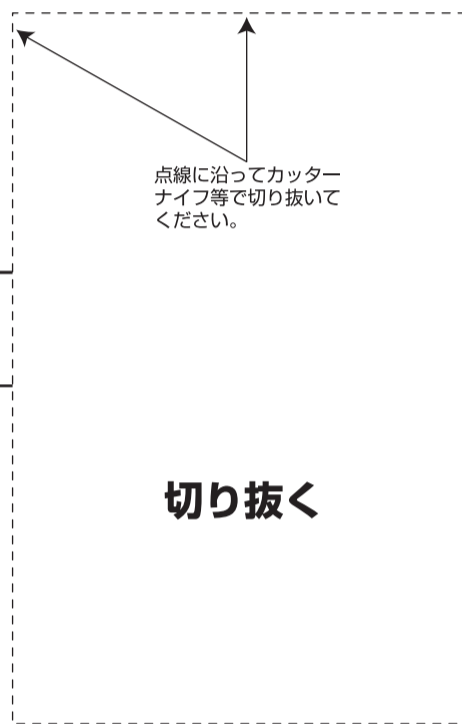 点線に沿ってカッター
ナイフ等で切り抜いて
ください。
切り抜く